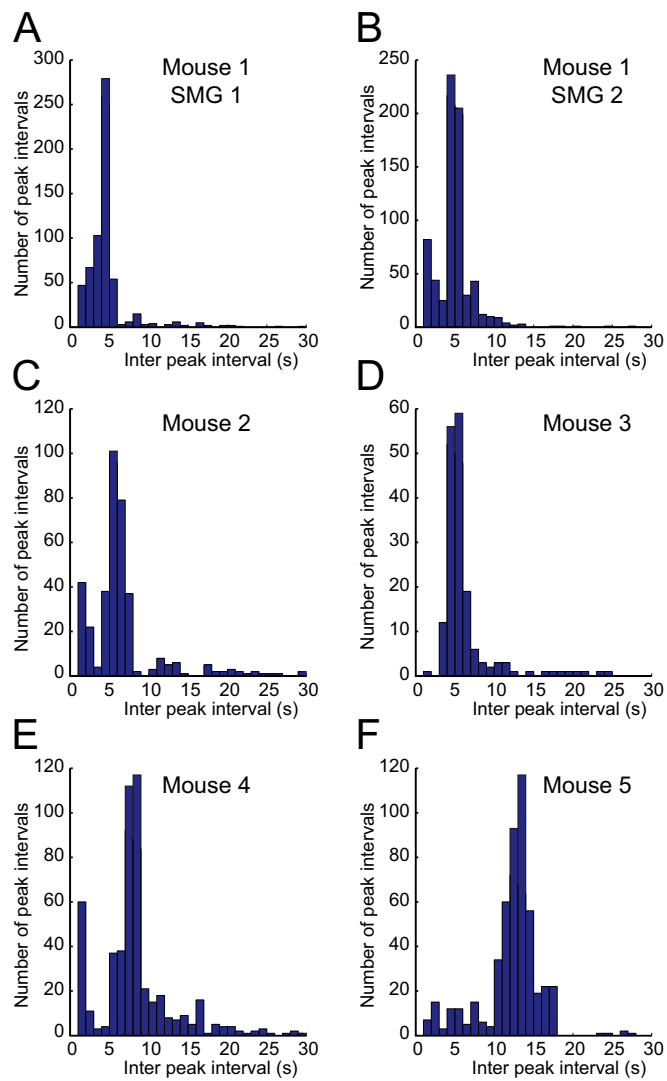 A
B
Mouse 1
SMG 1
Mouse 1
SMG 2
Number of peak intervals
300
250
200
150
100
50
0
0 5 10 15 20 25 30
Inter peak interval (s)
Number of peak intervals
250
200
150
100
50
0
0 5 10 15 20 25 30
Inter peak interval (s)
C
D
Mouse 2
Mouse 3
Number of peak intervals
120
100
80
60
40
20
0
0 5 10 15 20 25 30
Inter peak interval (s)
Number of peak intervals
60
50
40
30
20
10
0
0 5 10 15 20 25 30
Inter peak interval (s)
E
F
Mouse 4
Mouse 5
Number of peak intervals
120
100
80
60
40
20
0
0 5 10 15 20 25 30
Inter peak interval (s)
Number of peak intervals
120
100
80
60
40
20
0
0 5 10 15 20 25 30
Inter peak interval (s)